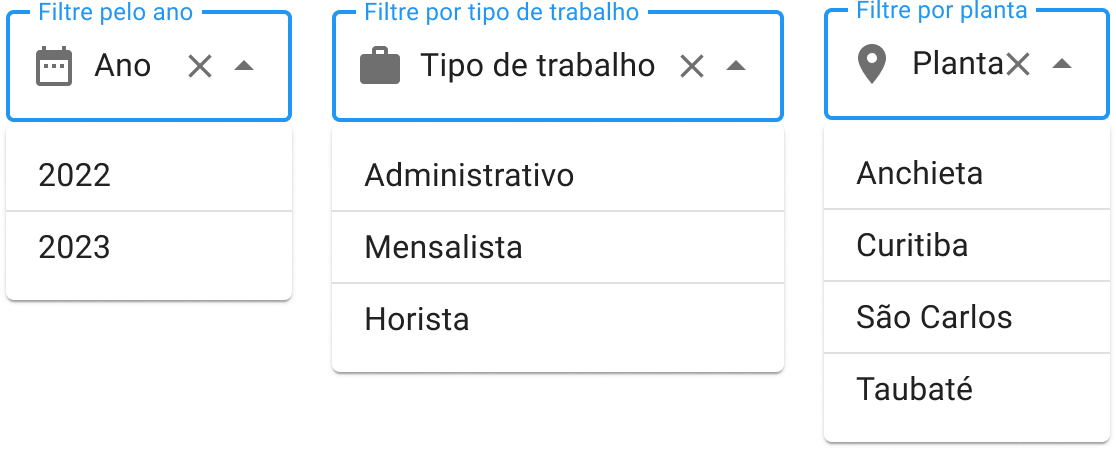 Filtre pelo ano
Ano
2022
2023
Filtre por tipo de trabalho
Tipo de trabalho
Administrativo
Mensalista
Horista
Filtre por planta
Planta
Anchieta
Curitiba
São Carlos
Taubaté